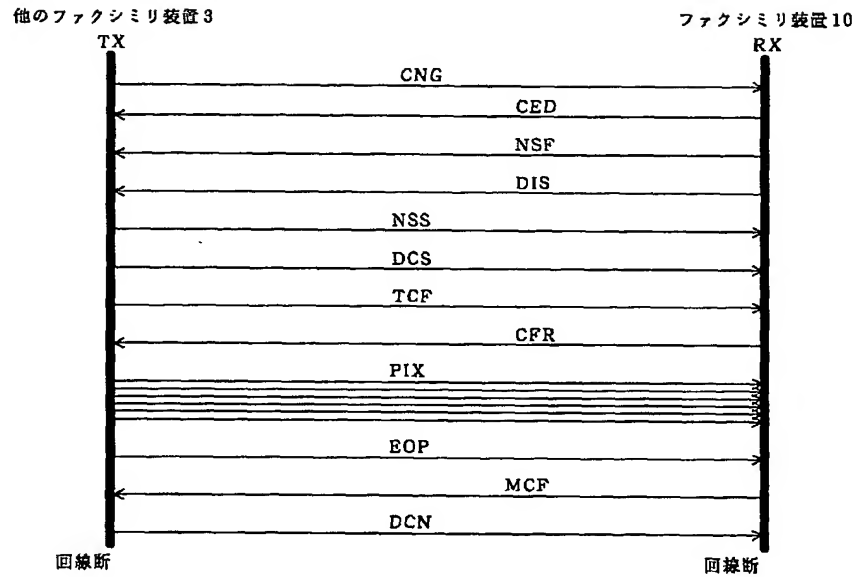 他のファクシミリ装置3
ファクシミリ装置10
TX
RX
CNG
CED
NSF
DIS
NSS
DCS
TCF
CFR
PIX
EOP
MCF
DCN
回線断
回線断